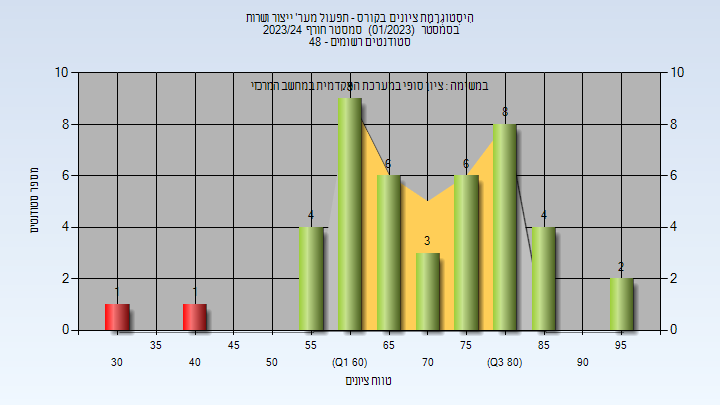 היסטוגרמת ציונים בקורס - תפעול מער' ייצור ושרות
בסמסטר (01/2023) סמסטר חורף 2023/24
סטודנטים רשומים - 48
במשימה : ציון סופי במערכת האקדמית במחשב המרכזי
10 10
8 8
6 6
4 4
2 2
0 0
1 1 4 9 6 3 6 8 4 2
35 45 55 65 75 85 95
30 40 50 (Q1 60) 70 (Q3 80) 90
מספר סטודנטים
טווח ציונים